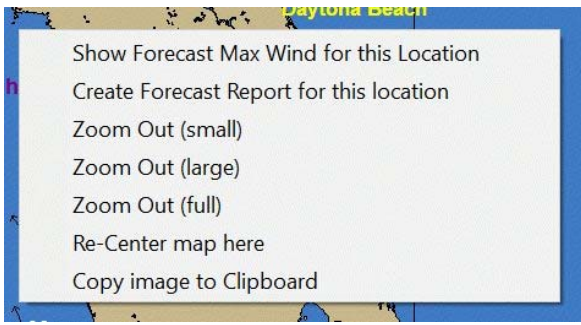 Daytona Beach
Show Forecast Max Wind for this Location
Create Forecast Report for this location
Zoom Out (small)
Zoom Out (large)
Zoom Out (full)
Re-Center map here
Copy image to Clipboard